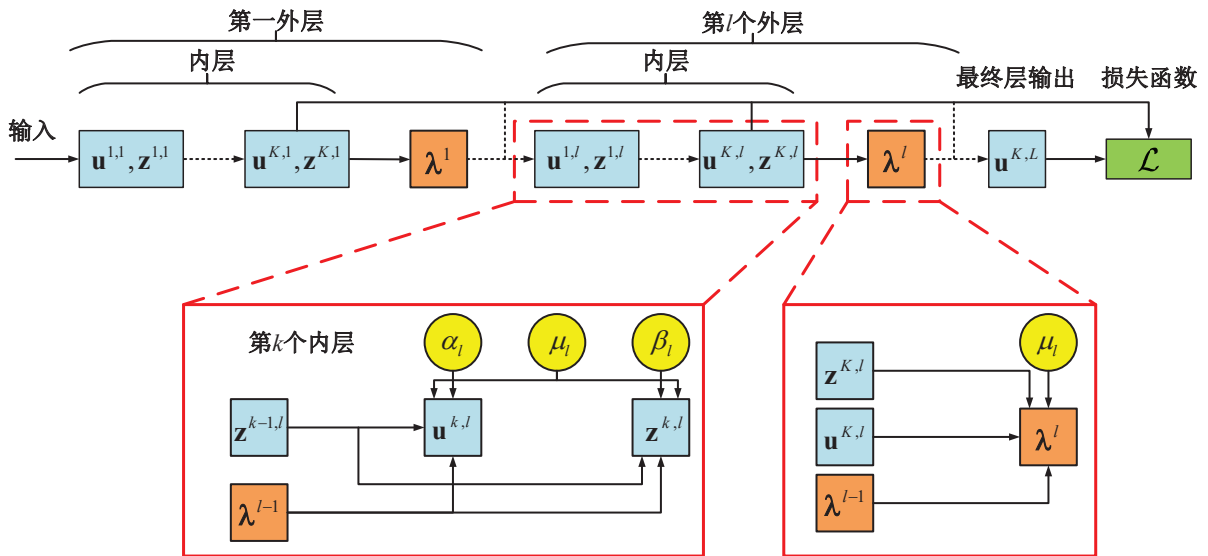 第一外层
第l个外层
内层
内层
最终层输出
损失函数
输入
u^{1,1}, z^{1,1}
u^{K,1}, z^{K,1}
λ^1
u^{1,l}, z^{1,l}
u^{K,l}, z^{K,l}
λ^l
u^{K,L}
ℒ
第k个内层
α_l
μ_l
β_l
z^{k-1,l}
u^{k,l}
z^{k,l}
λ^{l-1}
μ_l
z^{K,l}
u^{K,l}
λ^l
λ^{l-1}